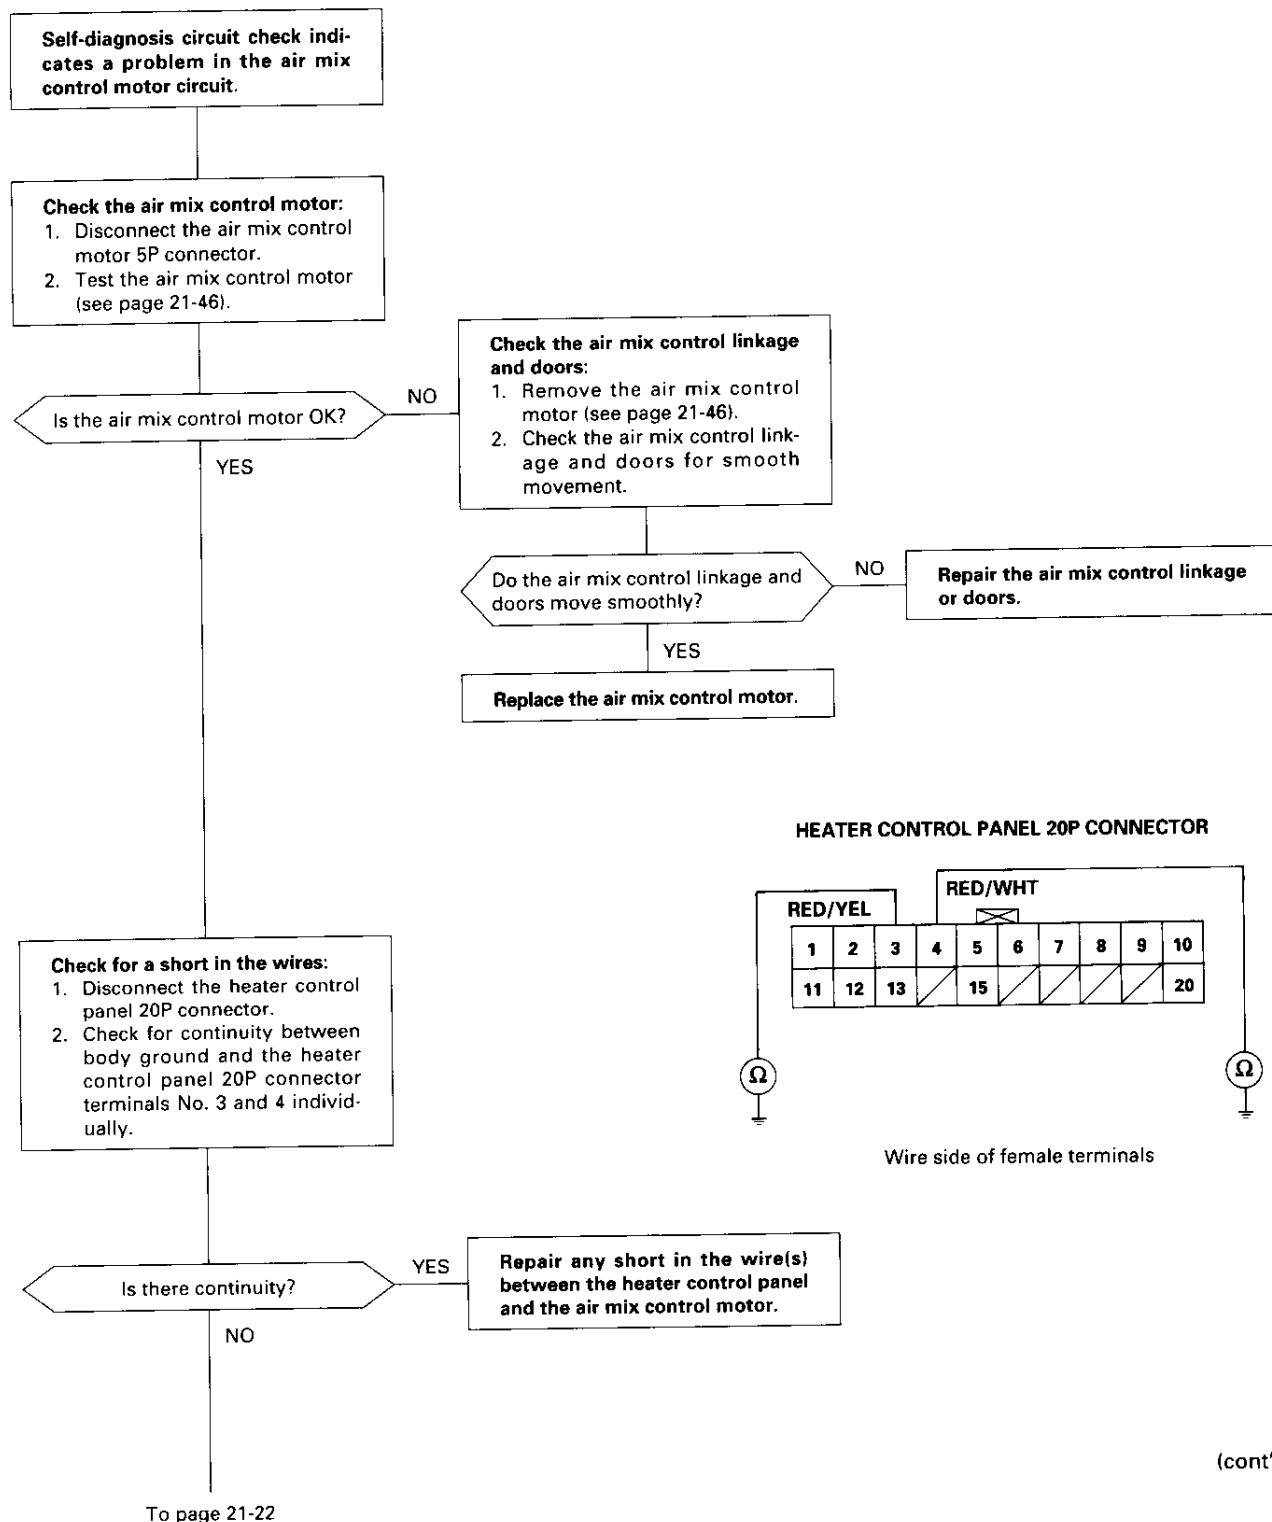 Self-diagnosis circuit check indi-
cates a problem in the air mix
control motor circuit.
Check the air mix control motor:
1. Disconnect the air mix control
motor 5P connector.
2. Test the air mix control motor
(see page 21-46).
Is the air mix control motor OK?
NO
YES
Check the air mix control linkage
and doors:
1. Remove the air mix control
motor (see page 21-46).
2. Check the air mix control link-
age and doors for smooth
movement.
Do the air mix control linkage and
doors move smoothly?
NO
Repair the air mix control linkage
or doors.
YES
Replace the air mix control motor.
HEATER CONTROL PANEL 20P CONNECTOR
RED/WHT
RED/YEL
1 2 3 4 5 6 7 8 9 10
11 12 13 15 20
Ω Ω
Wire side of female terminals
Check for a short in the wires:
1. Disconnect the heater control
panel 20P connector.
2. Check for continuity between
body ground and the heater
control panel 20P connector
terminals No. 3 and 4 individ-
ually.
Is there continuity?
YES
Repair any short in the wire(s)
between the heater control panel
and the air mix control motor.
NO
(cont'
To page 21-22